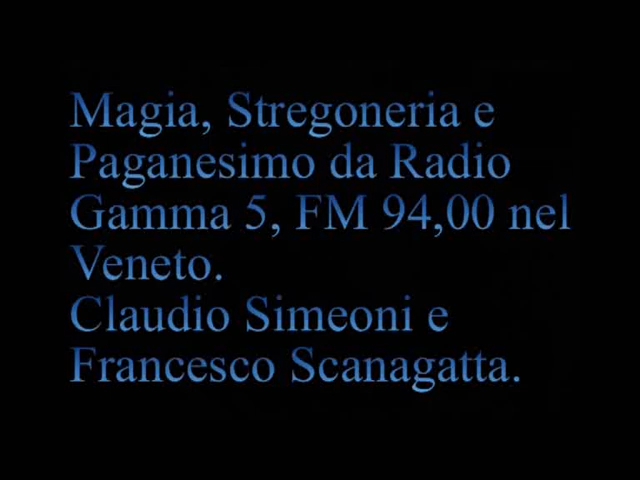 Magia, Stregoneria e
Paganesimo da Radio
Gamma 5, FM 94,00 nel
Veneto.
Claudio Simeoni e
Francesco Scanagatta.